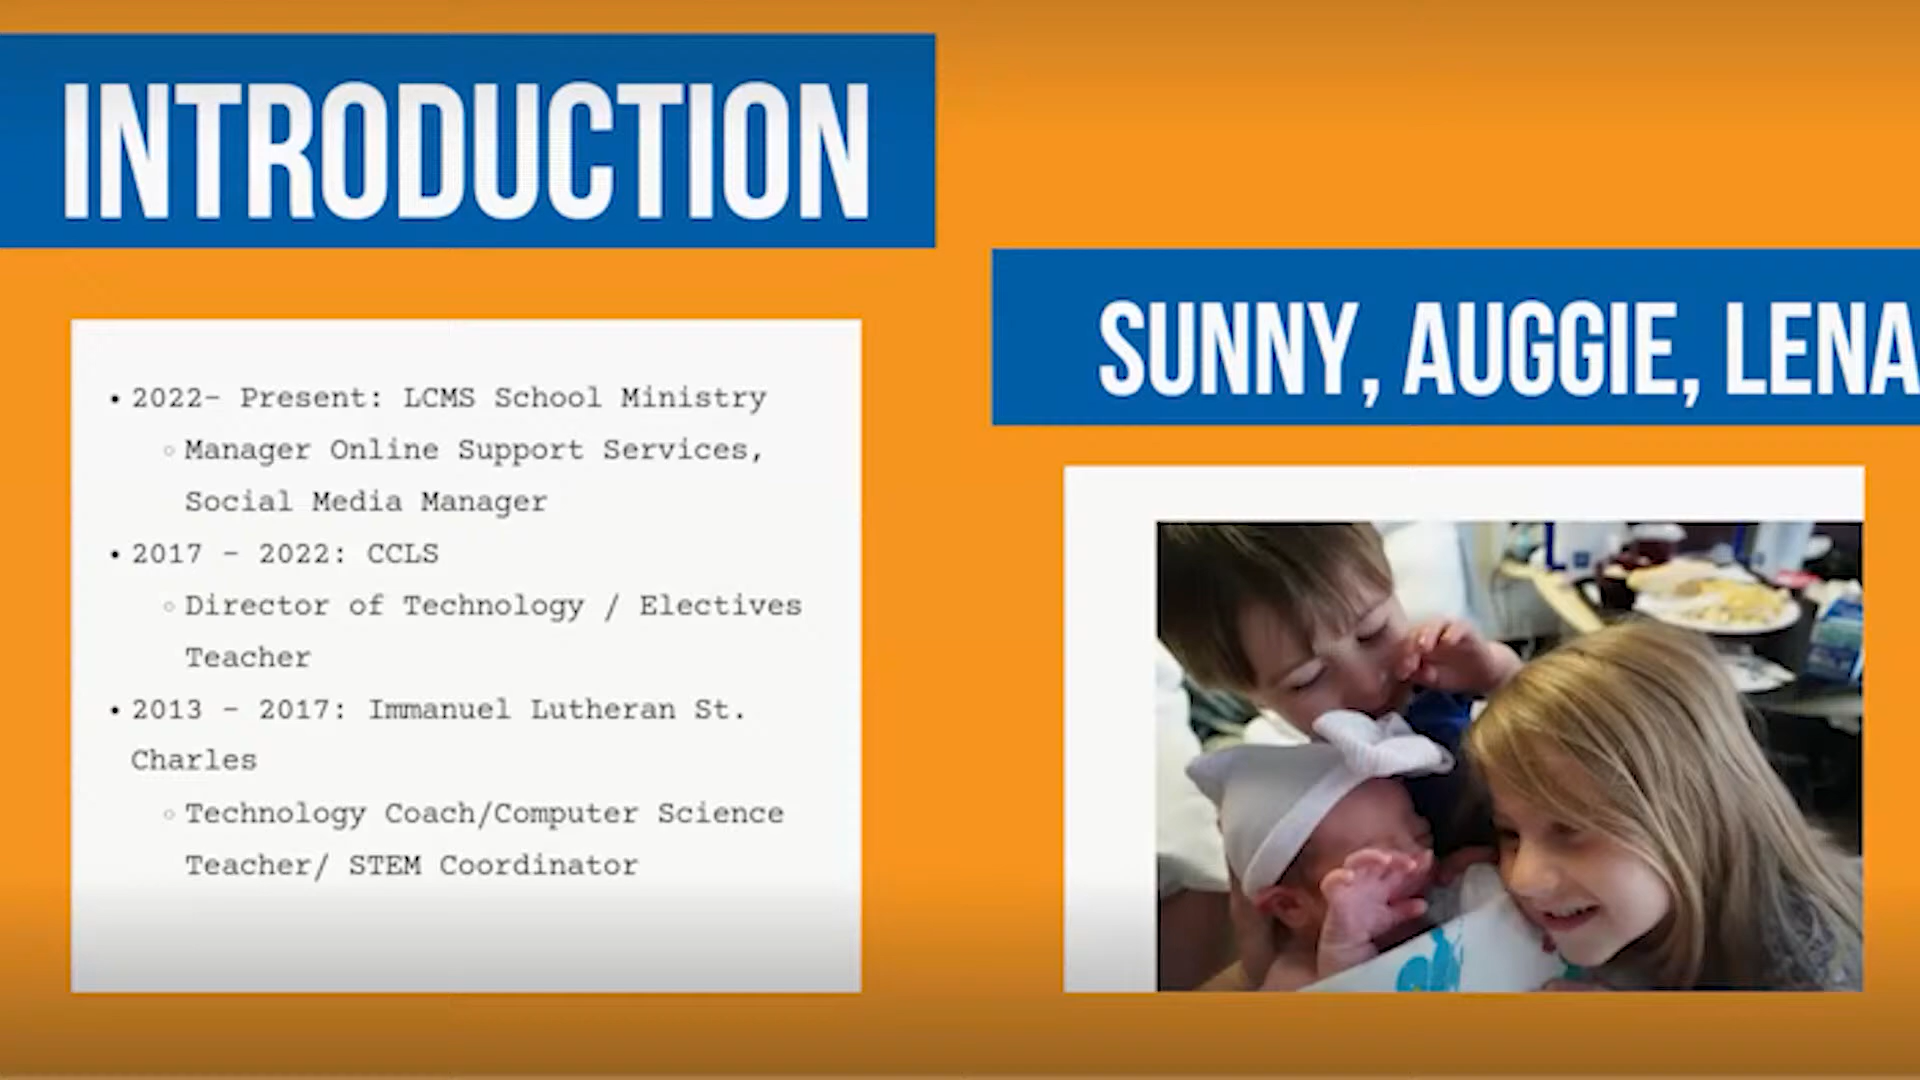 INTRODUCTION
• 2022- Present: LCMS School Ministry
◦ Manager Online Support Services,
Social Media Manager
• 2017 - 2022: CCLS
◦ Director of Technology / Electives
Teacher
• 2013 - 2017: Immanuel Lutheran St.
Charles
◦ Technology Coach/Computer Science
Teacher/ STEM Coordinator
SUNNY, AUGGIE, LENA